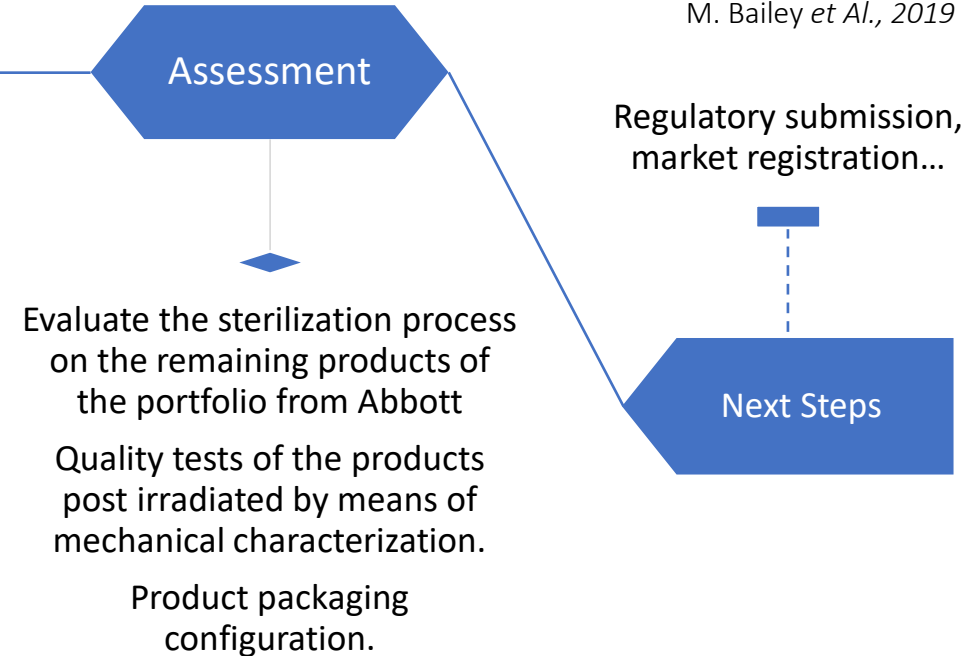 M. Bailey et Al., 2019
Assessment
Regulatory submission,
market registration…
Evaluate the sterilization process
on the remaining products of
the portfolio from Abbott
Quality tests of the products
post irradiated by means of
mechanical characterization.
Product packaging
configuration.
Next Steps